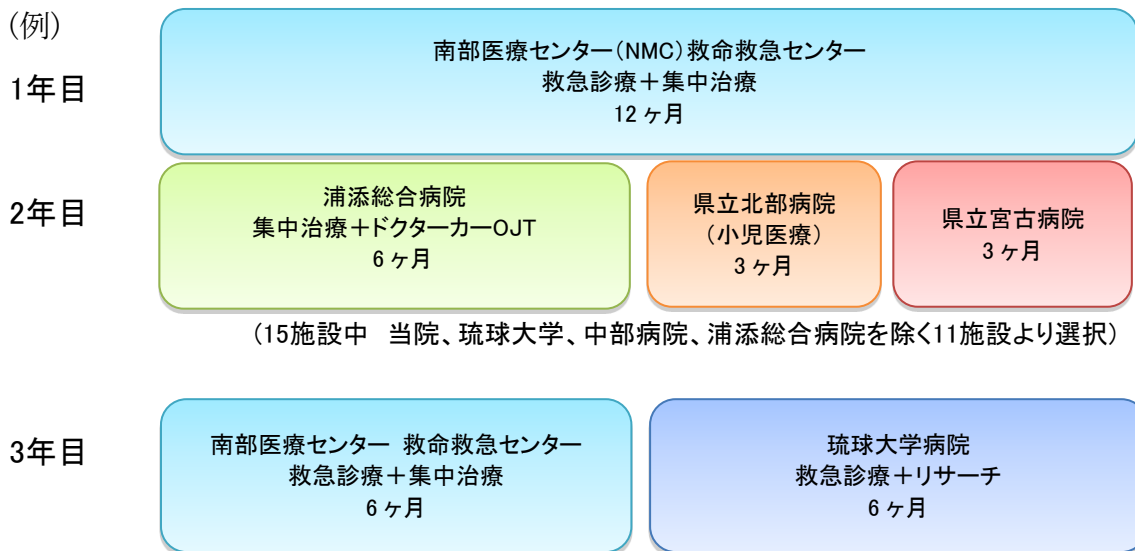 (例)
1年目
南部医療センター(NMC)救命救急センター
救急診療＋集中治療
12 ヶ月
2年目
浦添総合病院
集中治療＋ドクターカーOJT
6 ヶ月
県立北部病院
(小児医療)
3 ヶ月
県立宮古病院
3 ヶ月
(15施設中　当院、琉球大学、中部病院、浦添総合病院を除く11施設より選択)
3年目
南部医療センター 救命救急センター
救急診療＋集中治療
6 ヶ月
琉球大学病院
救急診療＋リサーチ
6 ヶ月